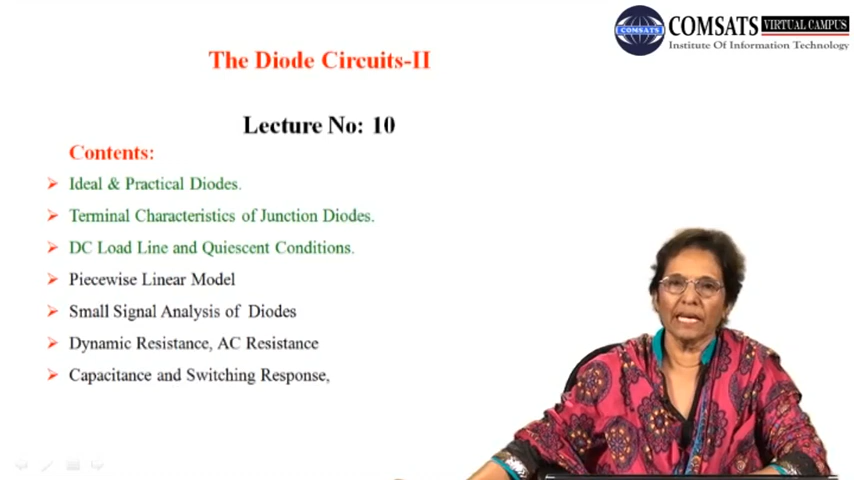 COMSATS VIRTUAL CAMPUS
COMSATS
Institute Of Information Technology
The Diode Circuits-II
Lecture No: 10
Contents:
Ideal & Practical Diodes.
Terminal Characteristics of Junction Diodes.
DC Load Line and Quiescent Conditions.
Piecewise Linear Model
Small Signal Analysis of Diodes
Dynamic Resistance, AC Resistance
Capacitance and Switching Response,